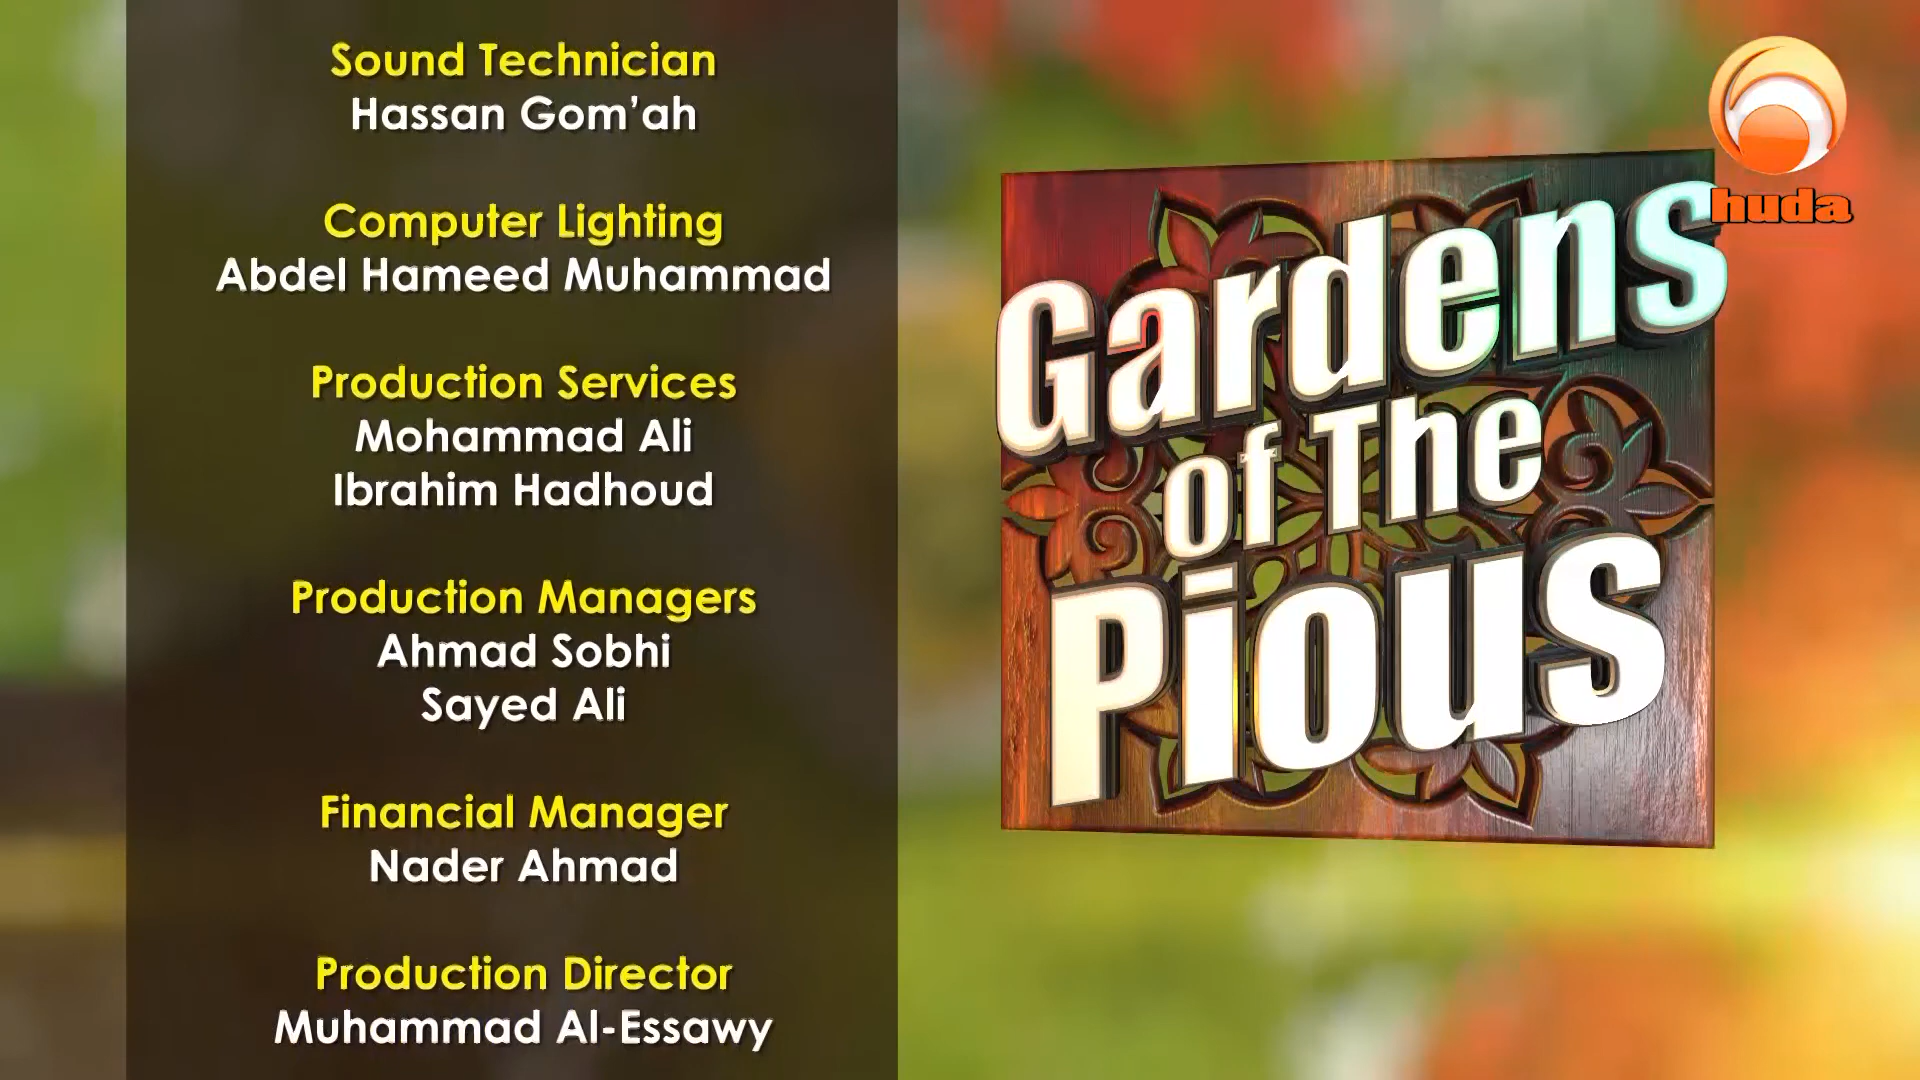 Sound Technician
Hassan Gom’ah
Computer Lighting
Abdel Hameed Muhammad
Production Services
Mohammad Ali
Ibrahim Hadhoud
Production Managers
Ahmad Sobhi
Sayed Ali
Financial Manager
Nader Ahmad
Production Director
Muhammad Al-Essawy
Gardens
of The
Pious
huda